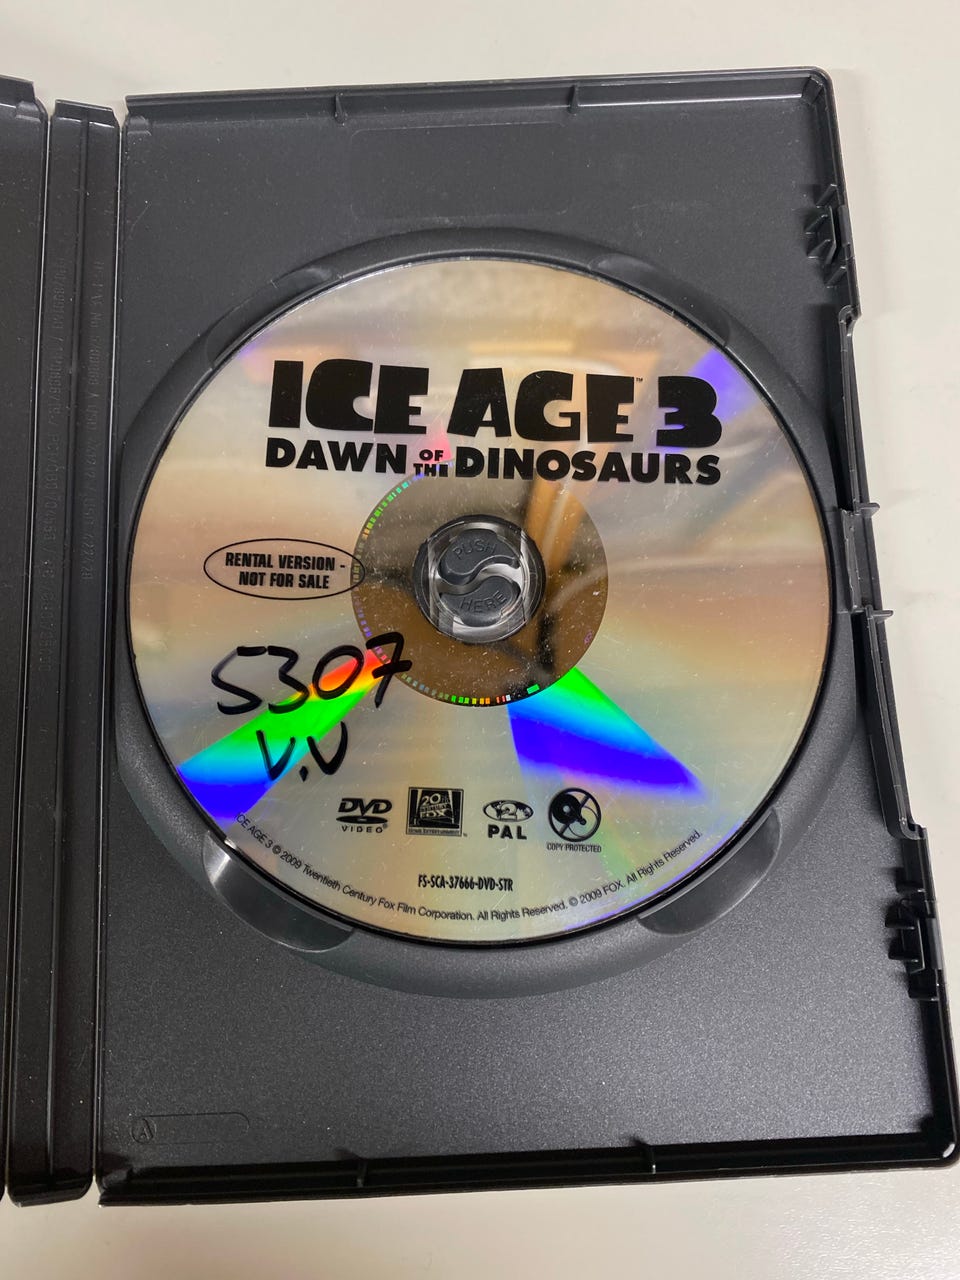 ICE AGE 3™
DAWN OF THE DINOSAURS
PUSH
HERE
RENTAL VERSION -
NOT FOR SALE
5307
V.V
DVD
VIDEO
20th
CENTURY
FOX
HOME ENTERTAINMENT
2
PAL
COPY PROTECTED
FS-SCA-37666-DVD-STR
ICE AGE 3 © 2009 Twentieth Century Fox Film Corporation. All Rights Reserved. © 2009 FOX. All Rights Reserved.
A